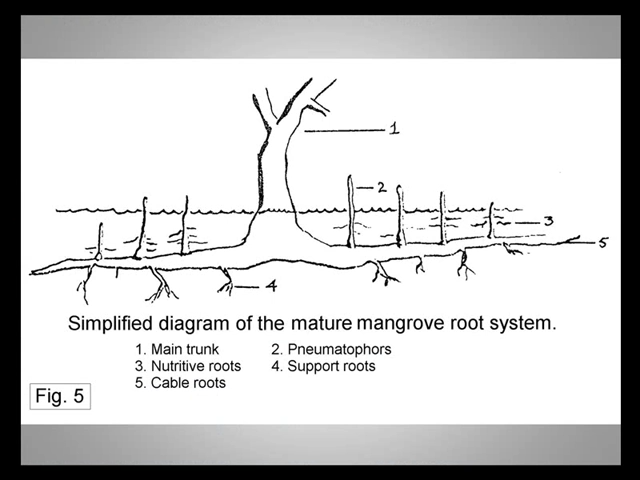 1
2
3
5
4
Simplified diagram of the mature mangrove root system.
1. Main trunk 2. Pneumatophors
3. Nutritive roots 4. Support roots
5. Cable roots
Fig. 5